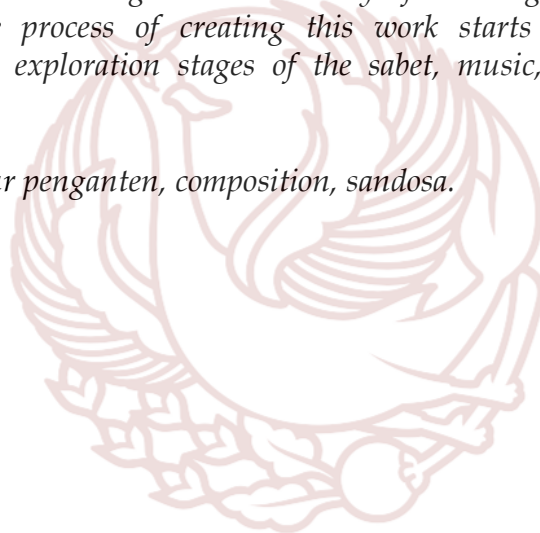 process of creating this work starts
exploration stages of the sabet, music,
penganten, composition, sandosa.